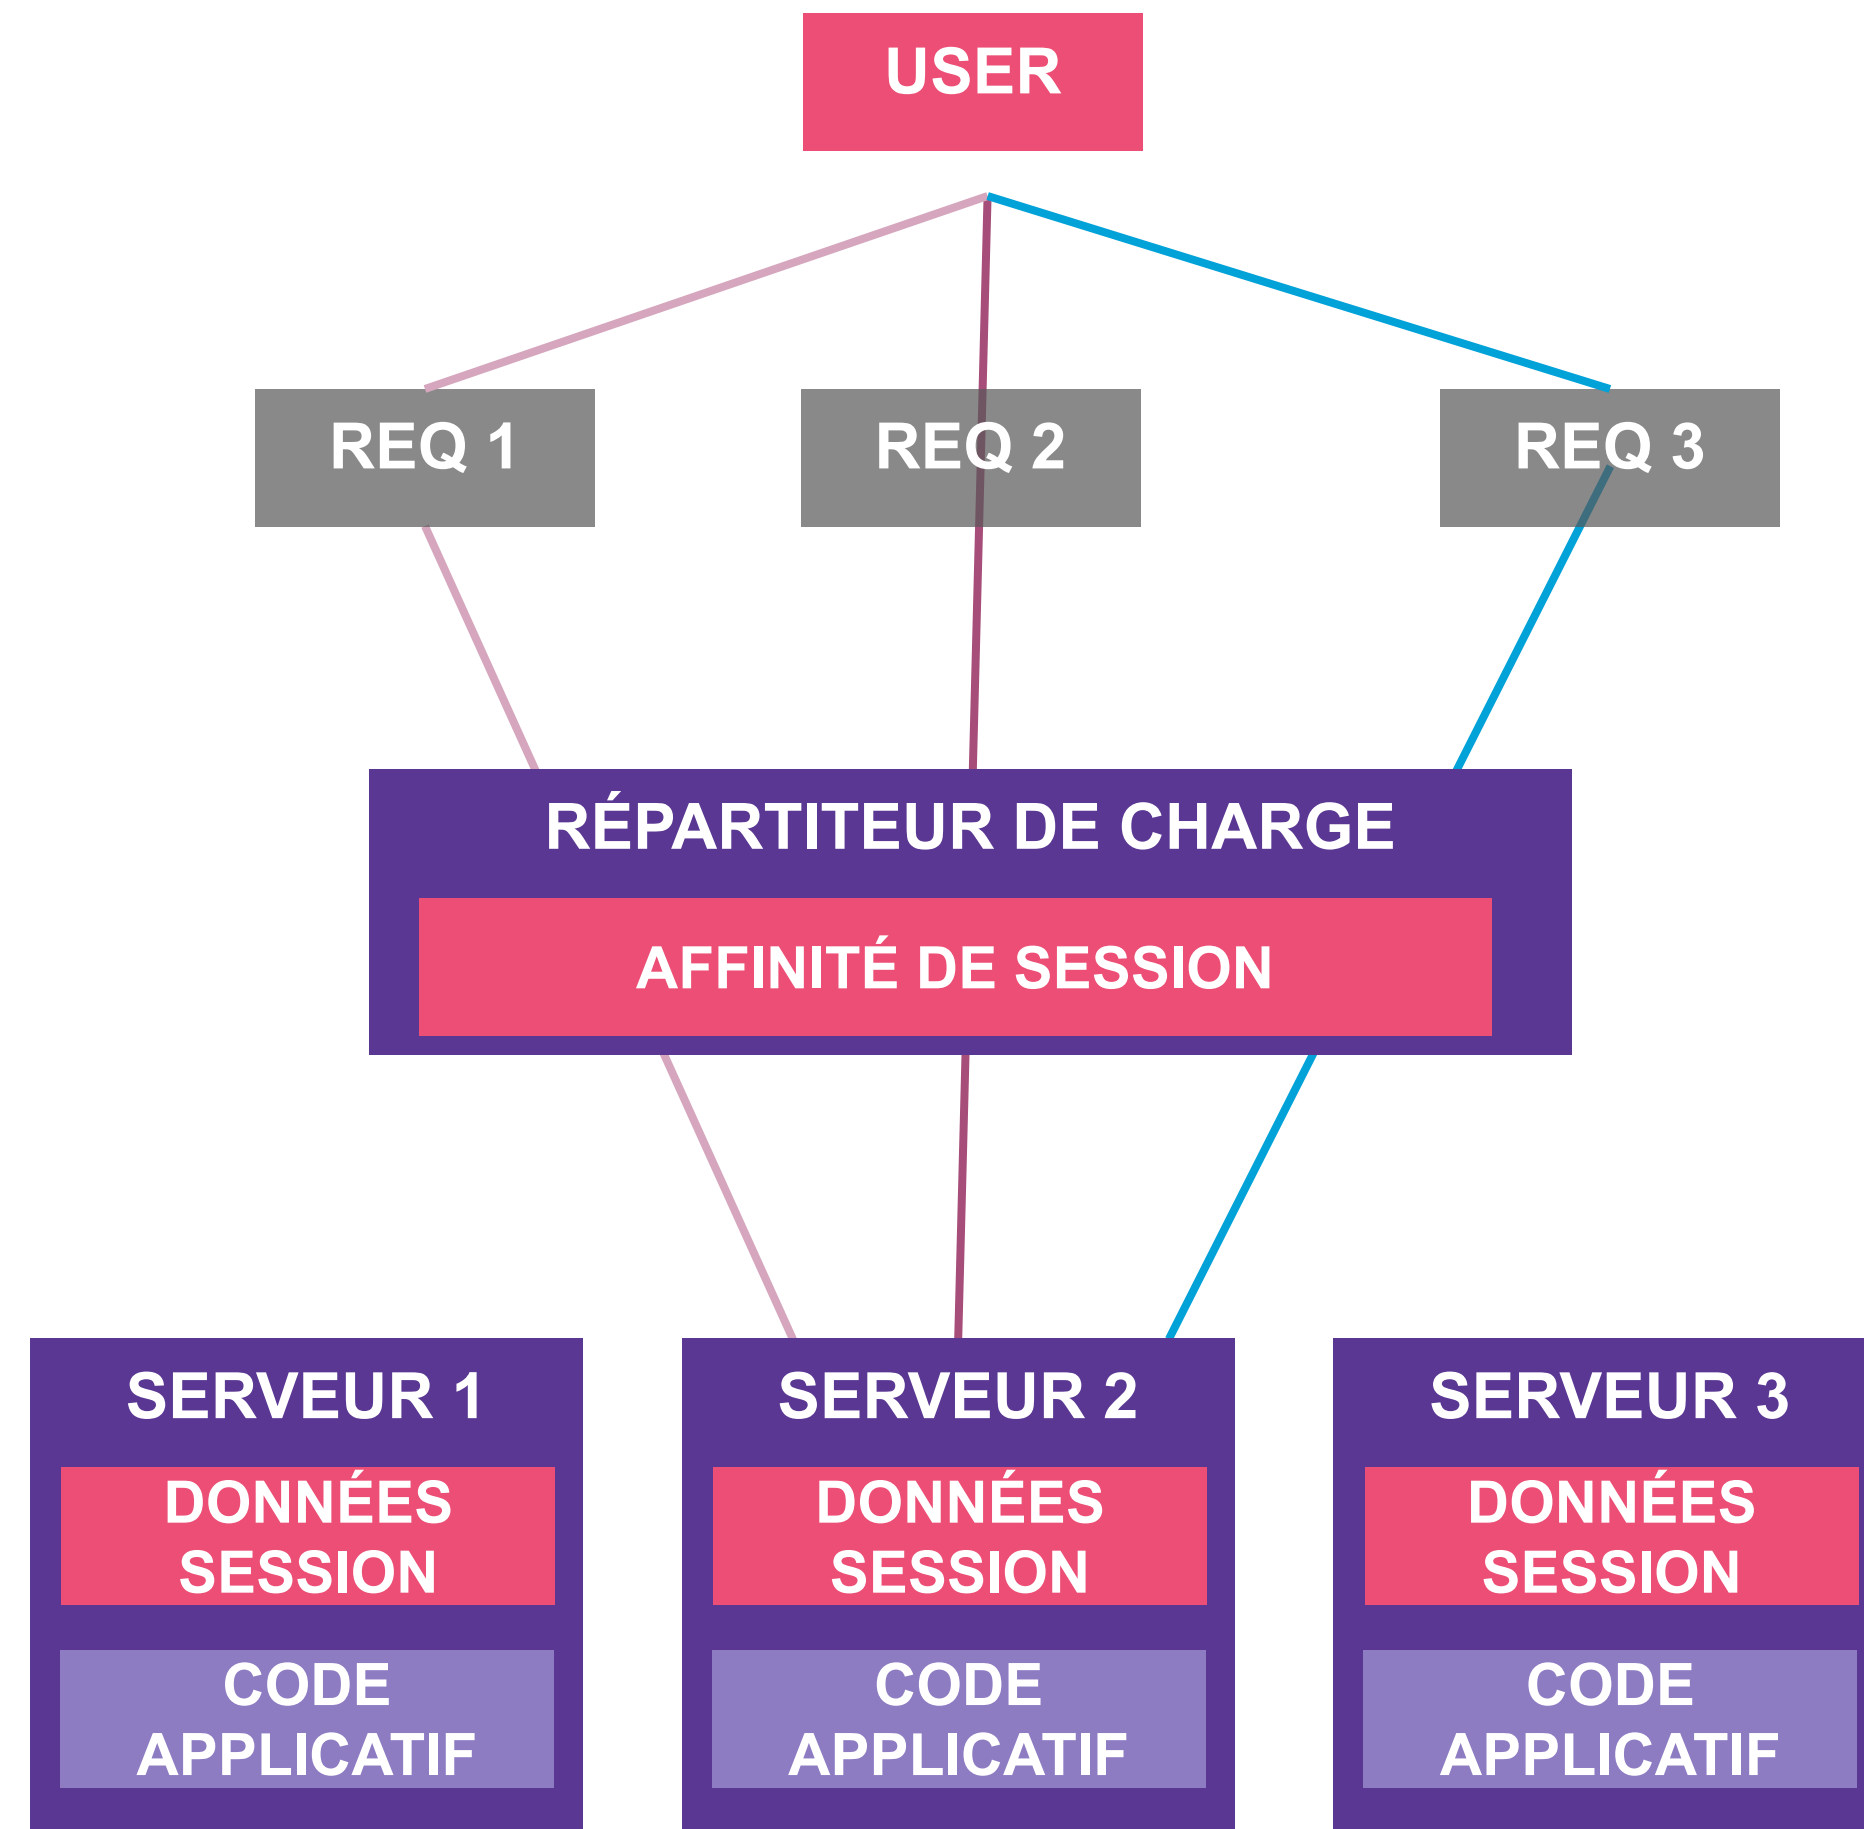 USER
REQ 1
REQ 2
REQ 3
RÉPARTITEUR DE CHARGE
AFFINITÉ DE SESSION
SERVEUR 1
DONNÉES
SESSION
CODE
APPLICATIF
SERVEUR 2
DONNÉES
SESSION
CODE
APPLICATIF
SERVEUR 3
DONNÉES
SESSION
CODE
APPLICATIF